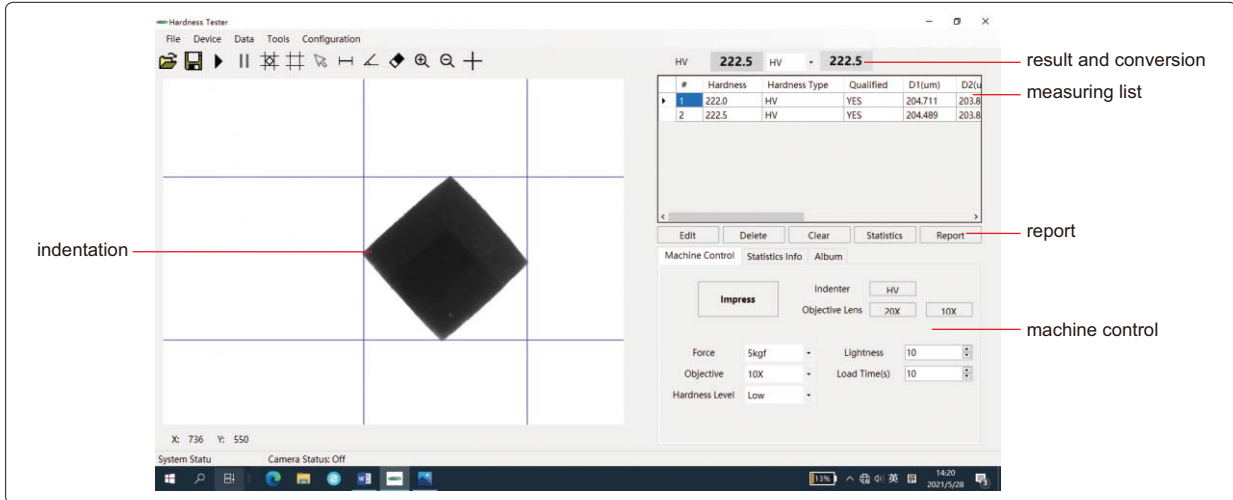 Hardness Tester
File Device Data Tools Configuration
HV 222.5 HV 222.5
result and conversion
# Hardness Hardness Type Qualified D1(um) D2(u
measuring list
1 222.0 HV YES 204.711 203.8
2 222.5 HV YES 204.489 203.8
Edit Delete Clear Statistics Report
report
indentation
Machine Control Statistics Info Album
Impress
Indenter HV
Objective Lens 20X 10X
machine control
Force 5kgf Lightness 10
Objective 10X Load Time(s) 10
Hardness Level Low
X: 736 Y: 550
System Statu Camera Status: Off
13% 英 14:20
2021/5/28